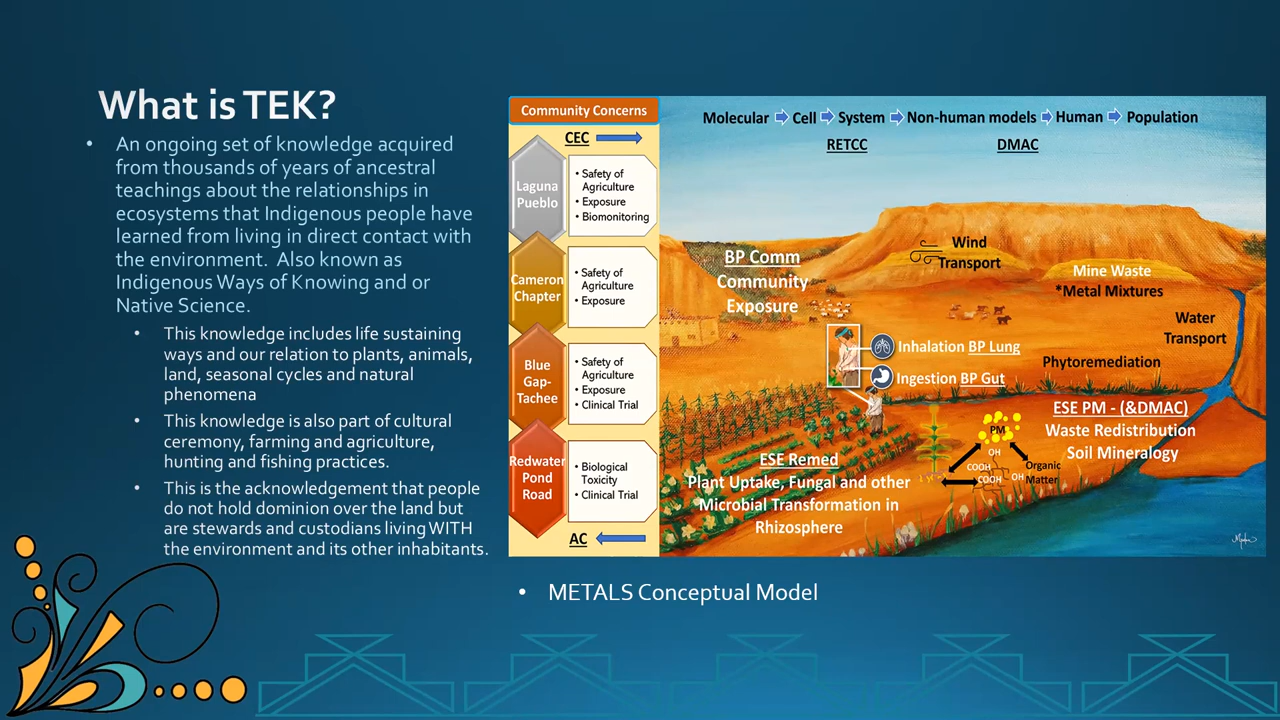 What is TEK?
• An ongoing set of knowledge acquired
from thousands of years of ancestral
teachings about the relationships in
ecosystems that Indigenous people have
learned from living in direct contact with
the environment. Also known as
Indigenous Ways of Knowing and or
Native Science.
• This knowledge includes life sustaining
ways and our relation to plants, animals,
land, seasonal cycles and natural
phenomena
• This knowledge is also part of cultural
ceremony, farming and agriculture,
hunting and fishing practices.
• This is the acknowledgement that people
do not hold dominion over the land but
are stewards and custodians living WITH
the environment and its other inhabitants.
Community Concerns
CEC
Laguna
Pueblo
• Safety of
Agriculture
• Exposure
• Biomonitoring
Cameron
Chapter
• Safety of
Agriculture
• Exposure
Blue
Gap-
Tachee
• Safety of
Agriculture
• Exposure
• Clinical Trial
Redwater
Pond
Road
• Biological
Toxicity
• Clinical Trial
AC
Molecular Cell System Non-human models Human Population
RETCC DMAC
BP Comm
Community
Exposure
Wind
Transport
Mine Waste
*Metal Mixtures
Water
Transport
Inhalation BP Lung
Ingestion BP Gut
Phytoremediation
ESE PM - (&DMAC)
Waste Redistribution
Soil Mineralogy
PM
OH
COOH
COOH
OH
Organic
Matter
ESE Remed
Plant Uptake, Fungal and other
Microbial Transformation in
Rhizosphere
• METALS Conceptual Model